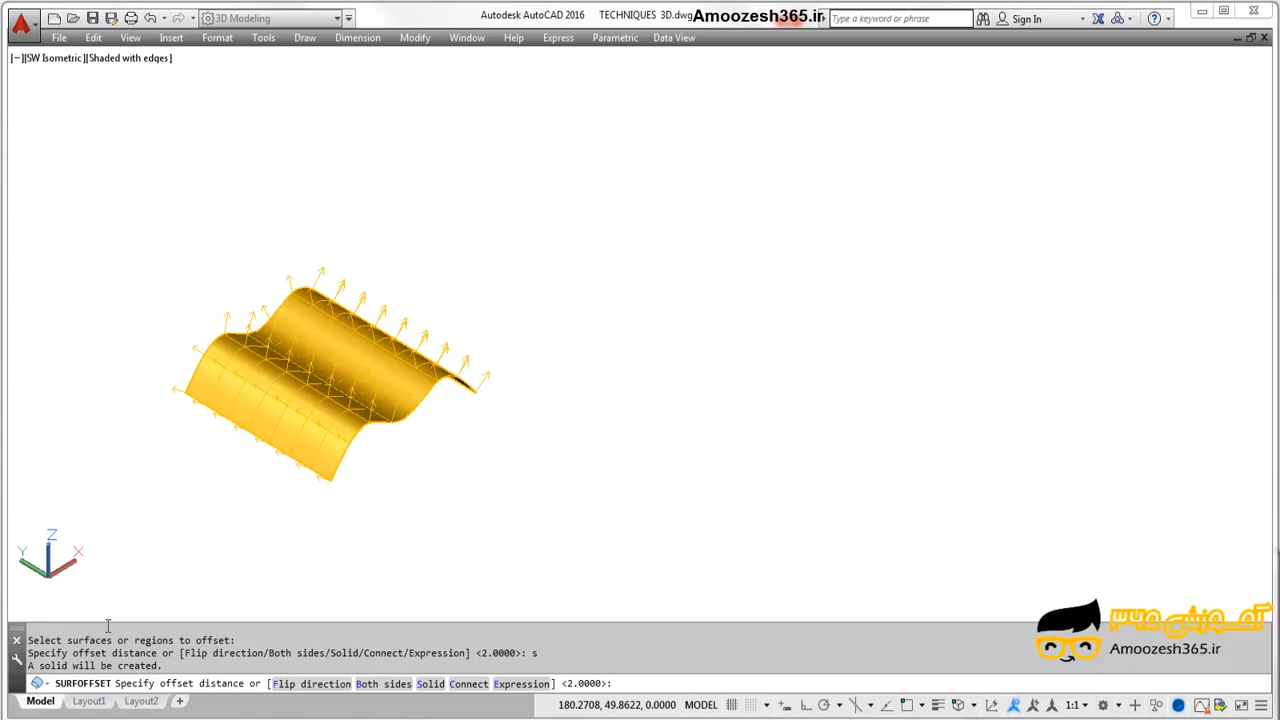 3D Modeling
Autodesk AutoCAD 2016 TECHNIQUES 3D.dwg
Amoozesh365.ir
Type a keyword or phrase
Sign In
File Edit View Insert Format Tools Draw Dimension Modify Window Help Express Parametric Data View
[−][SW Isometric][Shaded with edges]
Z
Y
X
آموزش ۳۶۵
Amoozesh365.ir
Select surfaces or regions to offset:
Specify offset distance or [Flip direction/Both sides/Solid/Connect/Expression] <2.0000>: s
A solid will be created.
SURFOFFSET Specify offset distance or [Flip direction Both sides Solid Connect Expression] <2.0000>:
Model Layout1 Layout2 +
180.2708, 49.8622, 0.0000 MODEL 1:1